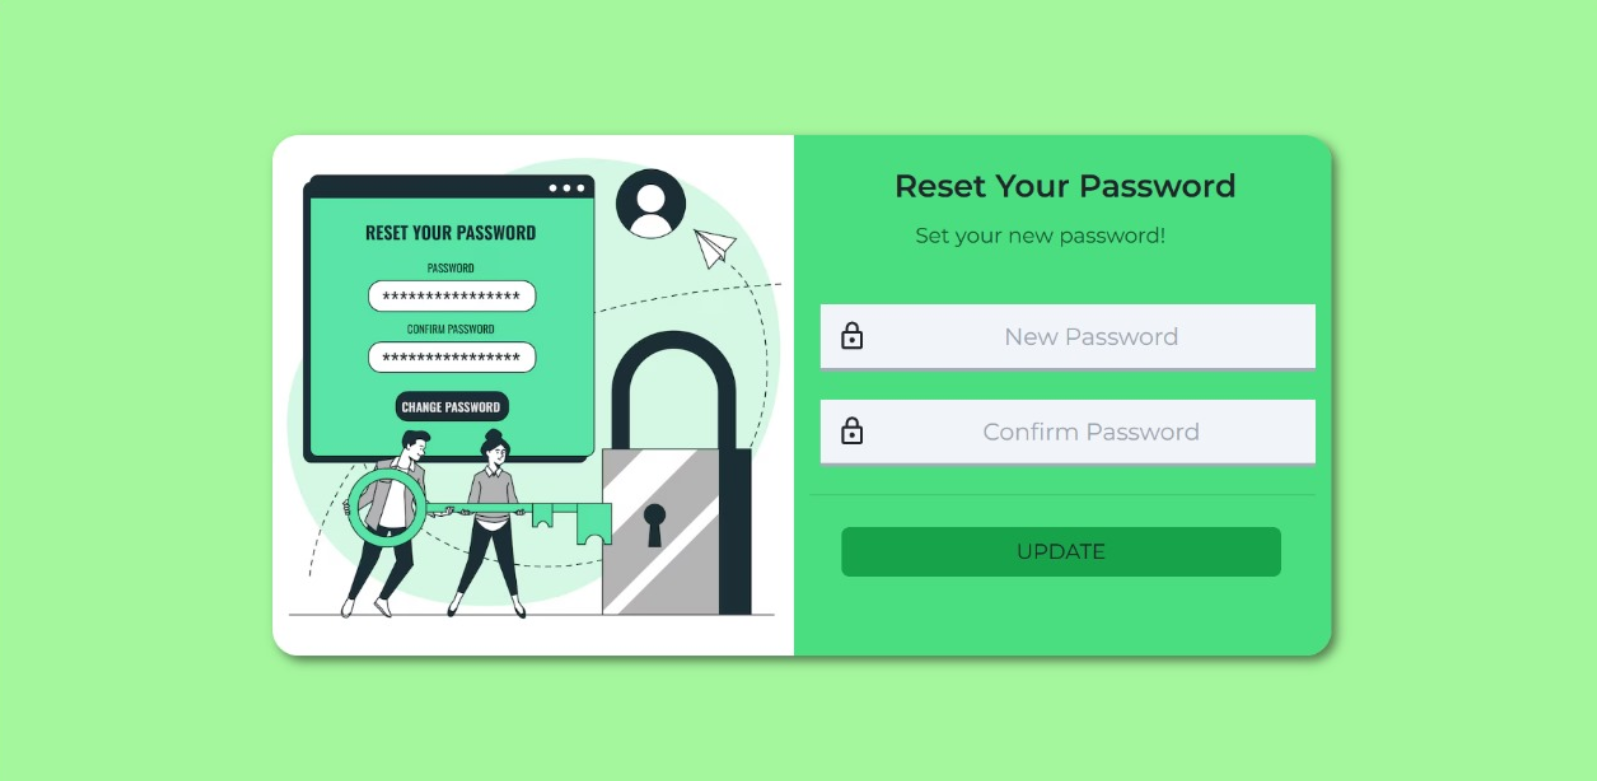 RESET YOUR PASSWORD
PASSWORD
****************
CONFIRM PASSWORD
****************
CHANGE PASSWORD
Reset Your Password
Set your new password!
New Password
Confirm Password
UPDATE